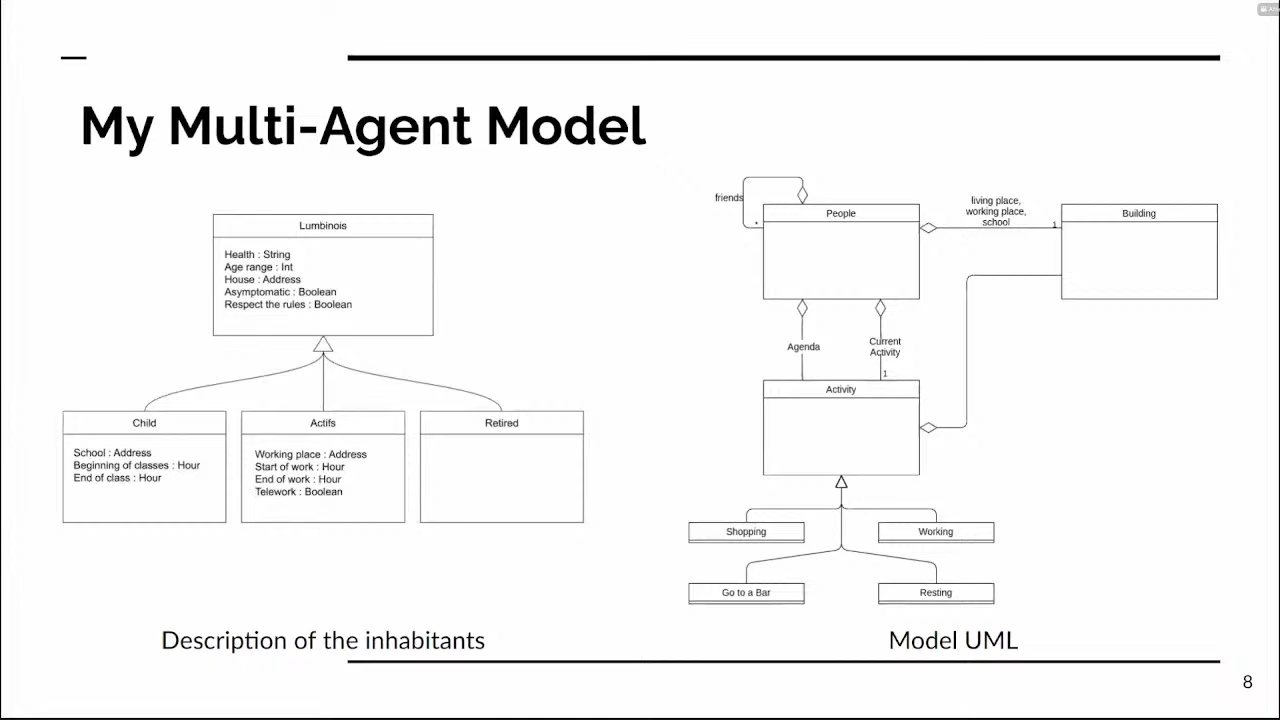 My Multi-Agent Model
Lumbinois
Health : String
Age range : Int
House : Address
Asymptomatic : Boolean
Respect the rules : Boolean
Child
School : Address
Beginning of classes : Hour
End of class : Hour
Actifs
Working place : Address
Start of work : Hour
End of work : Hour
Telework : Boolean
Retired
Description of the inhabitants
friends
*
People
living place,
working place,
school
1
Building
Agenda
Current
Activity
1
Activity
Shopping
Working
Go to a Bar
Resting
Model UML
8